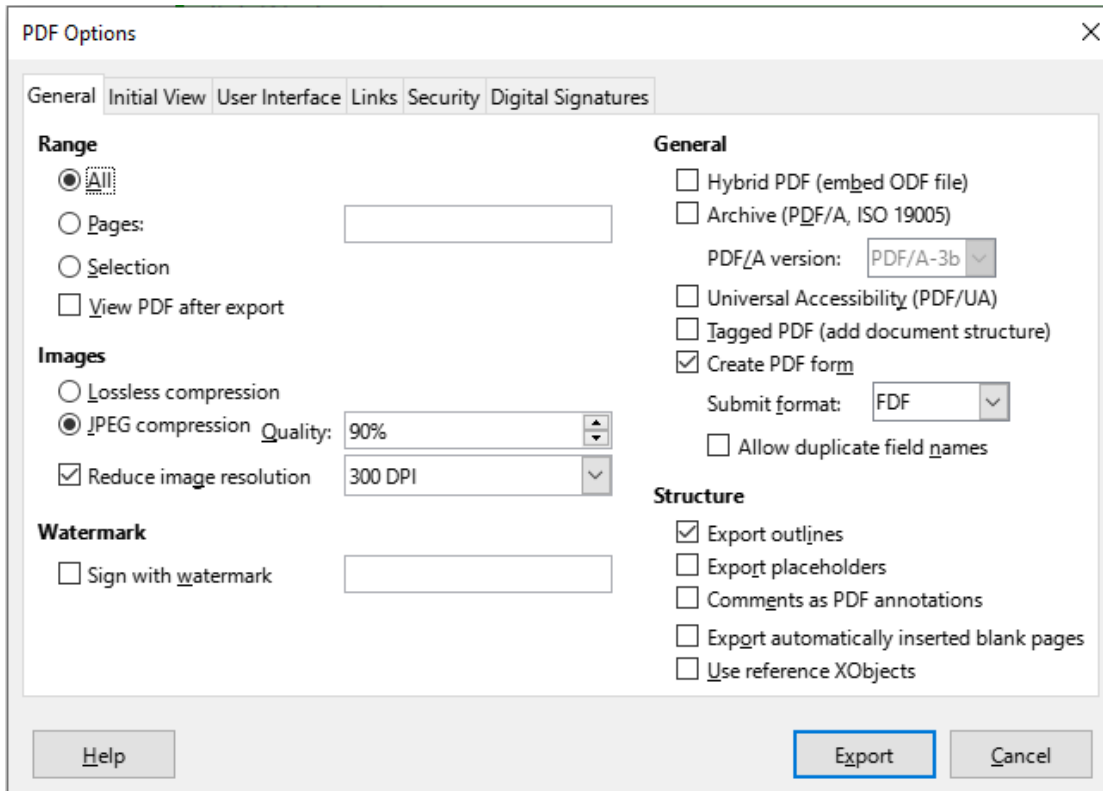 PDF Options
General Initial View User Interface Links Security Digital Signatures
Range
All
Pages:
Selection
View PDF after export
Images
Lossless compression
JPEG compression Quality: 90%
Reduce image resolution 300 DPI
Watermark
Sign with watermark
General
Hybrid PDF (embed ODF file)
Archive (PDF/A, ISO 19005)
PDF/A version: PDF/A-3b
Universal Accessibility (PDF/UA)
Tagged PDF (add document structure)
Create PDF form
Submit format: FDF
Allow duplicate field names
Structure
Export outlines
Export placeholders
Comments as PDF annotations
Export automatically inserted blank pages
Use reference XObjects
Help Export Cancel